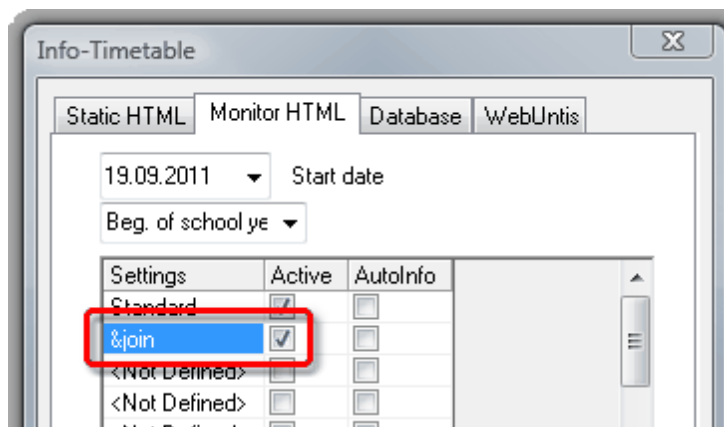 Info-Timetable
Static HTML Monitor HTML Database WebUntis
19.09.2011 Start date
Beg. of school ye
Settings Active AutoInfo
Standard
&join
<Not Defined>
<Not Defined>